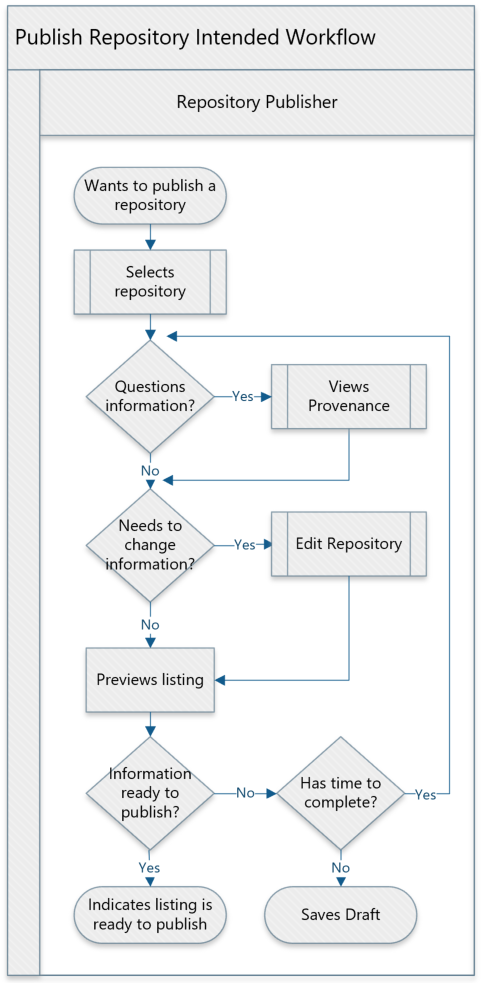 Publish Repository Intended Workflow
Repository Publisher
Wants to publish a
repository
Selects
repository
Questions
information?
Yes
Views
Provenance
No
Needs to
change
information?
Yes
Edit Repository
No
Previews listing
Information
ready to
publish?
No
Has time to
complete?
Yes
Yes
No
Indicates listing is
ready to publish
Saves Draft